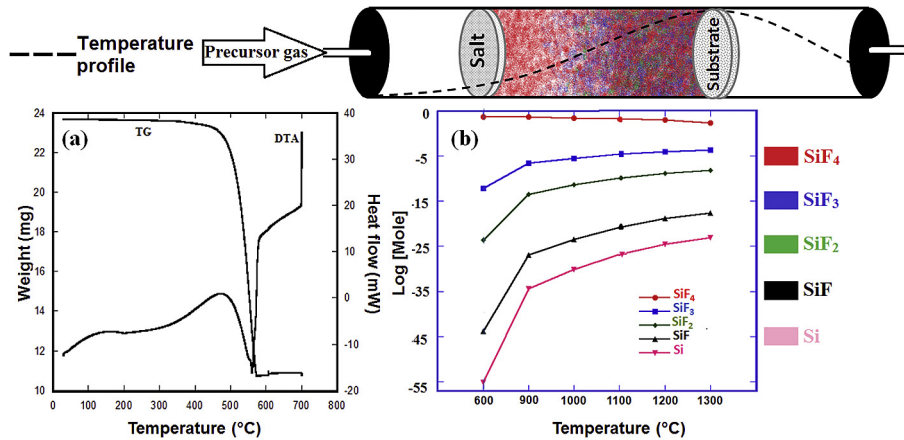 Temperature
profile
Precursor gas
Salt
Substrate
(a)
TG
DTA
24
22
20
18
16
14
12
10
Weight (mg)
40
30
20
10
0
-10
-20
Heat flow (mW)
0 100 200 300 400 500 600 700 800
Temperature (°C)
(b)
0
-5
-15
-25
-35
-45
-55
Log [Mole]
SiF₄
SiF₃
SiF₂
SiF
Si
600 900 1000 1100 1200 1300
Temperature (°C)
SiF₄
SiF₃
SiF₂
SiF
Si